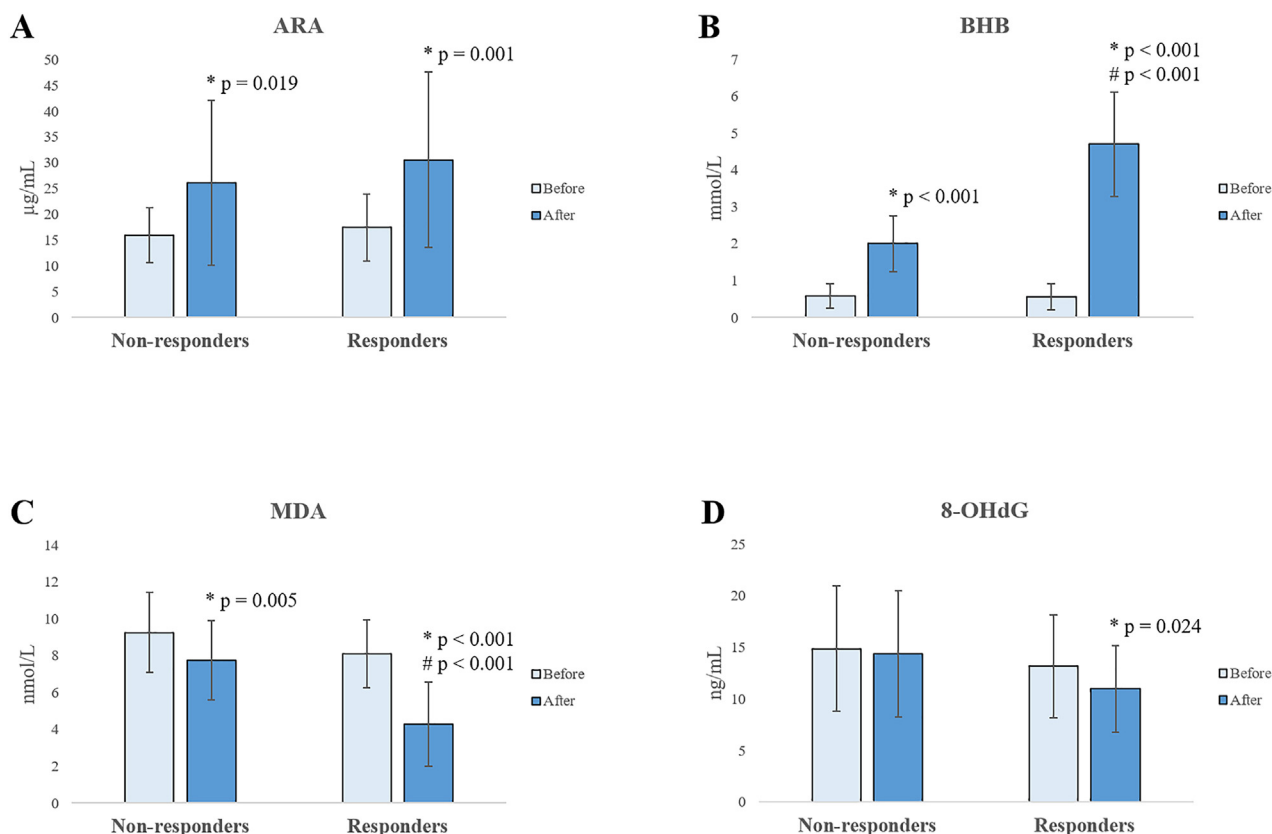 A
ARA
50
45
40
35
30
25
20
15
10
5
0
µg/mL
* p = 0.019
* p = 0.001
Before
After
Non-responders Responders
B
BHB
7
6
5
4
3
2
1
0
mmol/L
* p < 0.001
* p < 0.001
# p < 0.001
Before
After
Non-responders Responders
C
MDA
14
12
10
8
6
4
2
0
nmol/L
* p = 0.005
* p < 0.001
# p < 0.001
Before
After
Non-responders Responders
D
8-OHdG
25
20
15
10
5
0
ng/mL
* p = 0.024
Before
After
Non-responders Responders